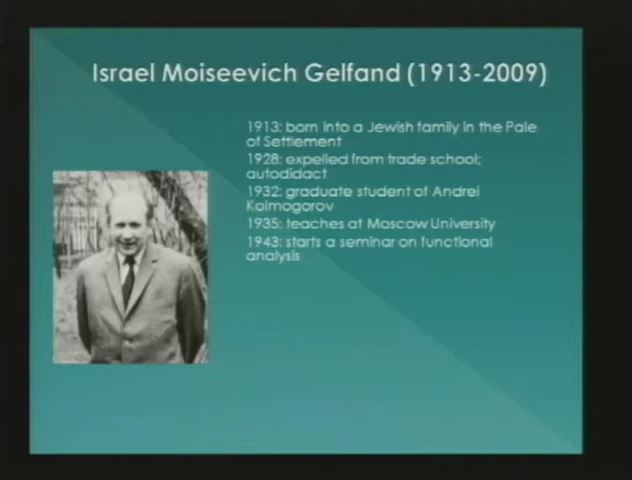 Israel Moiseevich Gelfand (1913-2009)
1913: born into a Jewish family in the Pale
of Settlement
1928: expelled from trade school;
autodidact
1932: graduate student of Andrei
Kolmogorov
1935: teaches at Moscow University
1943: starts a seminar on functional
analysis